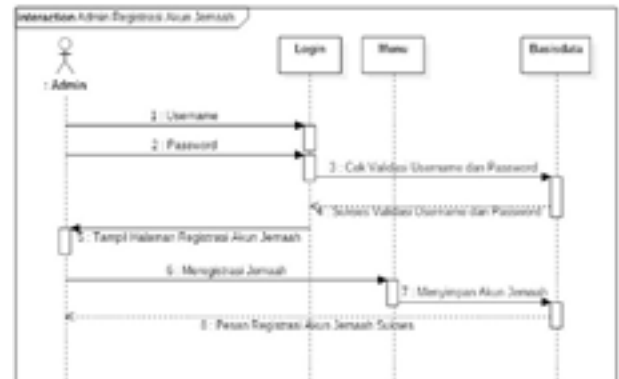 interaction Admin Registrasi Akun Jemaah
Login
Menu
Basisdata
: Admin
1 : Username
2 : Password
3 : Cek Validasi Username dan Password
4 : Sukses Validasi Username dan Password
5 : Tampil Halaman Registrasi Akun Jemaah
6 : Meregistrasi Jemaah
7 : Menyimpan Akun Jemaah
8 : Pesan Registrasi Akun Jemaah Sukses